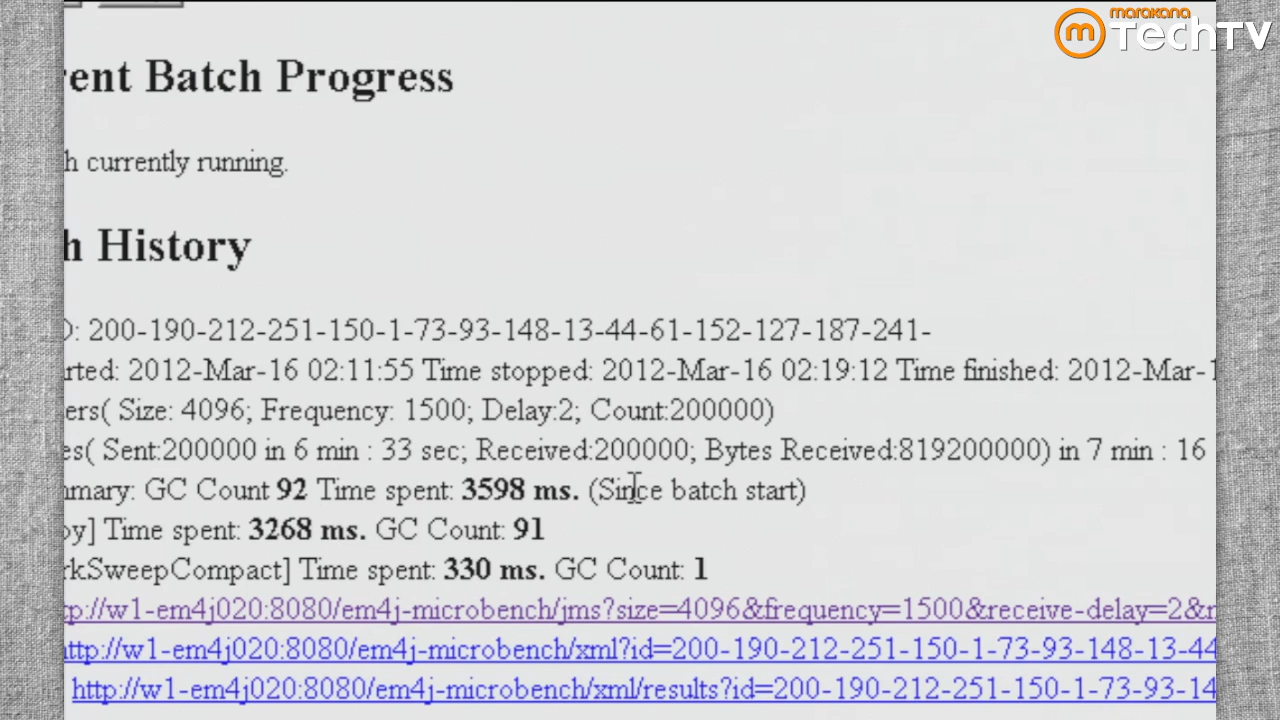 marakana
TechTV
rent Batch Progress
h currently running.
h History
D: 200-190-212-251-150-1-73-93-148-13-44-61-152-127-187-241-
rted: 2012-Mar-16 02:11:55 Time stopped: 2012-Mar-16 02:19:12 Time finished: 2012-Mar-1
ers( Size: 4096; Frequency: 1500; Delay:2; Count:200000)
es( Sent:200000 in 6 min : 33 sec; Received:200000; Bytes Received:819200000) in 7 min : 16
mmary: GC Count 92 Time spent: 3598 ms. (Since batch start)
py] Time spent: 3268 ms. GC Count: 91
rkSweepCompact] Time spent: 330 ms. GC Count: 1
tp://w1-em4j020:8080/em4j-microbench/jms?size=4096&frequency=1500&receive-delay=2&
ttp://w1-em4j020:8080/em4j-microbench/xml?id=200-190-212-251-150-1-73-93-148-13-44
http://w1-em4j020:8080/em4j-microbench/xml/results?id=200-190-212-251-150-1-73-93-14